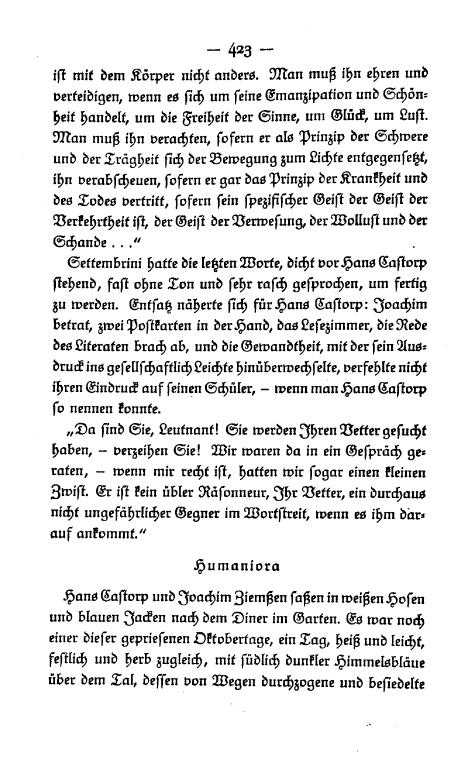 — 423 —
ist mit dem Körper nicht anders. Man muß ihn ehren und
verteidigen, wenn es sich um seine Emanzipation und Schön-
heit handelt, um die Freiheit der Sinne, um Glück, um Lust.
Man muß ihn verachten, sofern er als Prinzip der Schwere
und der Trägheit sich der Bewegung zum Lichte entgegensetzt,
ihn verabscheuen, sofern er gar das Prinzip der Krankheit und
des Todes vertritt, sofern sein spezifischer Geist der Geist der
Verkehrtheit ist, der Geist der Verwesung, der Wollust und der
Schande . . .“
Settembrini hatte die letzten Worte, dicht vor Hans Castorp
stehend, fast ohne Ton und sehr rasch gesprochen, um fertig
zu werden. Entsatz näherte sich für Hans Castorp: Joachim
betrat, zwei Postkarten in der Hand, das Lesezimmer, die Rede
des Literaten brach ab, und die Gewandtheit, mit der sein Aus-
druck ins gesellschaftlich Leichte hinüberwechselte, verfehlte nicht
ihren Eindruck auf seinen Schüler, – wenn man Hans Castorp
so nennen konnte.
„Da sind Sie, Leutnant! Sie werden Ihren Vetter gesucht
haben, – verzeihen Sie! Wir waren da in ein Gespräch ge-
raten, – wenn mir recht ist, hatten wir sogar einen kleinen
Zwist. Er ist kein übler Räsonneur, Ihr Vetter, ein durchaus
nicht ungefährlicher Gegner im Wortstreit, wenn es ihm dar-
auf ankommt.“
Humaniora
Hans Castorp und Joachim Ziemßen saßen in weißen Hosen
und blauen Jacken nach dem Diner im Garten. Es war noch
einer dieser gepriesenen Oktobertage, ein Tag, heiß und leicht,
festlich und herb zugleich, mit südlich dunkler Himmelsbläue
über dem Tal, dessen von Wegen durchzogene und besiedelte